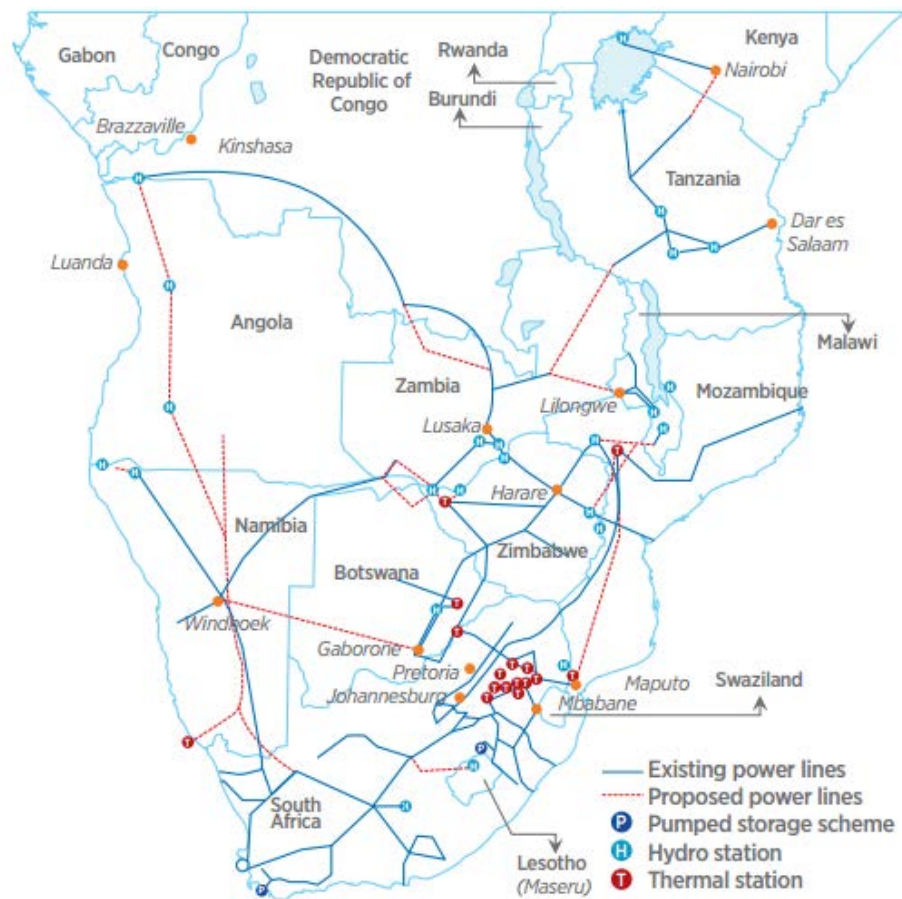 Gabon
Congo
Democratic
Republic of
Congo
Rwanda
Burundi
Kenya
Nairobi
Brazzaville
Kinshasa
Tanzania
Dar es
Salaam
Luanda
Angola
Malawi
Zambia
Lilongwe
Mozambique
Lusaka
Harare
Namibia
Zimbabwe
Botswana
Windhoek
Gaborone
Pretoria
Johannesburg
Maputo
Mbabane
Swaziland
South
Africa
Lesotho
(Maseru)
Existing power lines
Proposed power lines
P Pumped storage scheme
H Hydro station
T Thermal station